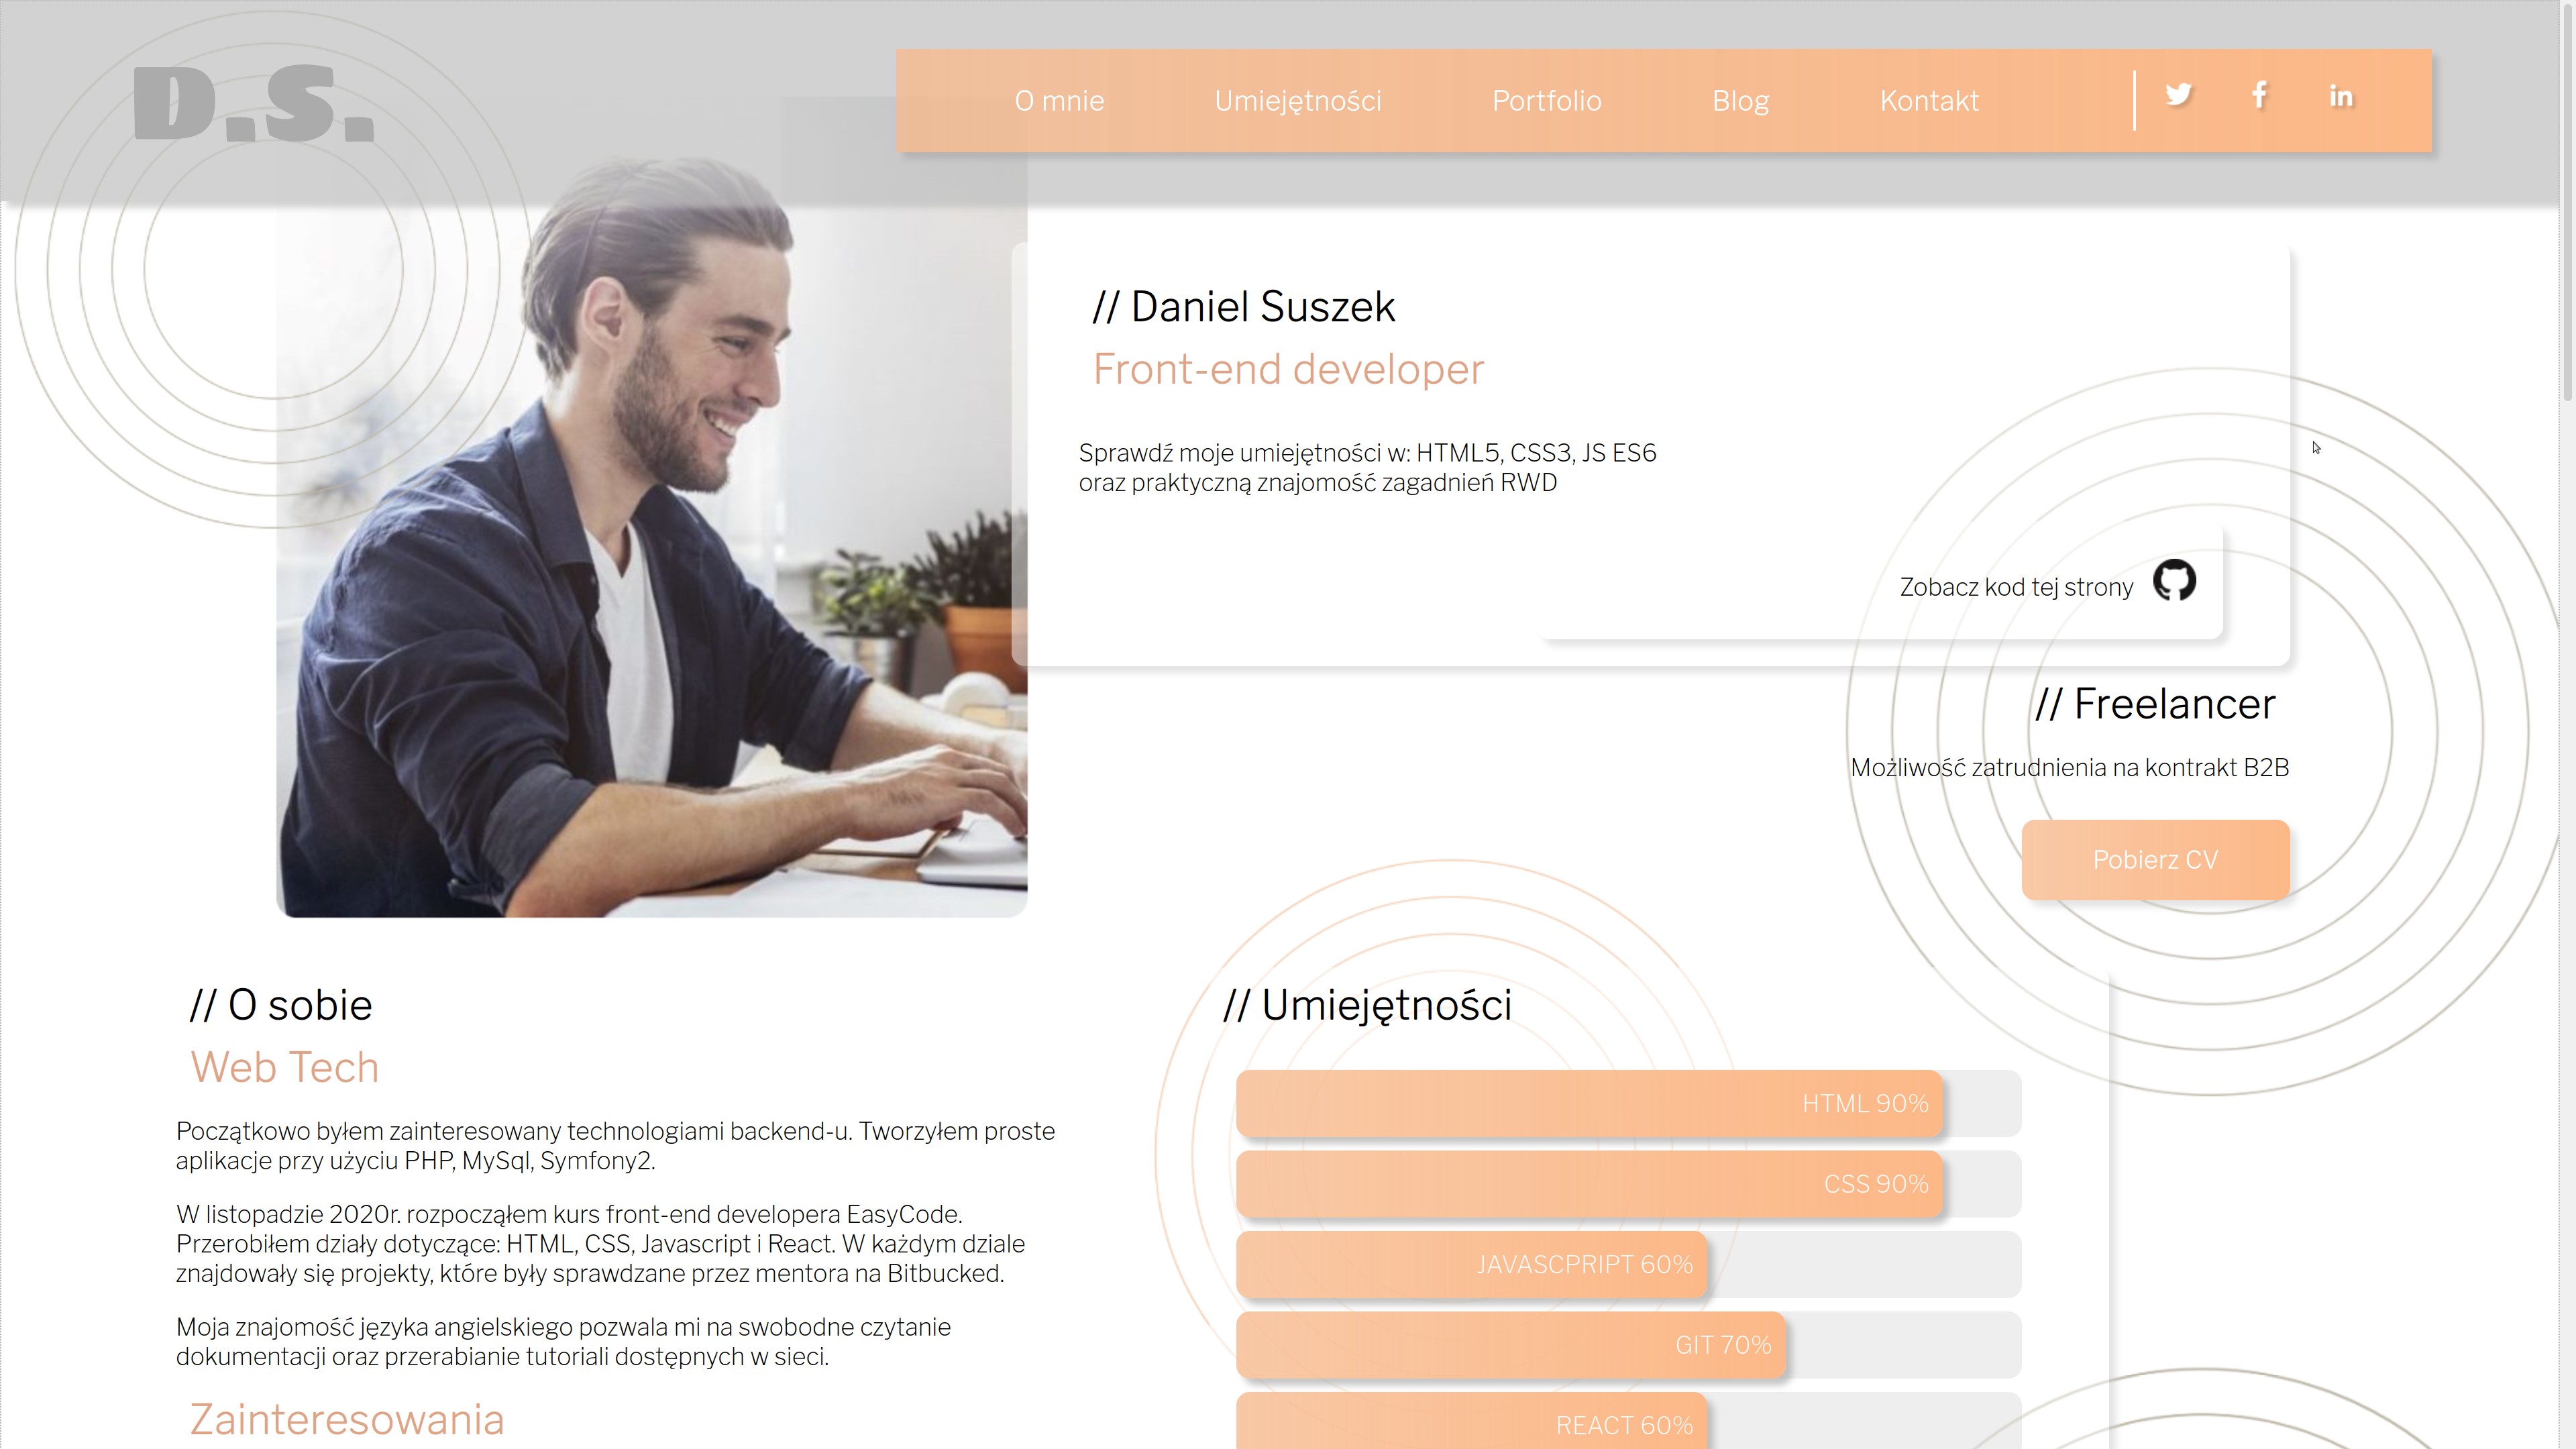 D.S.
O mnie
Umiejętności
Portfolio
Blog
Kontakt
// Daniel Suszek
Front-end developer
Sprawdź moje umiejętności w: HTML5, CSS3, JS ES6
oraz praktyczną znajomość zagadnień RWD
Zobacz kod tej strony
// Freelancer
Możliwość zatrudnienia na kontrakt B2B
Pobierz CV
// O sobie
Web Tech
Początkowo byłem zainteresowany technologiami backend-u. Tworzyłem proste
aplikacje przy użyciu PHP, MySql, Symfony2.
W listopadzie 2020r. rozpocząłem kurs front-end developera EasyCode.
Przerobiłem działy dotyczące: HTML, CSS, Javascript i React. W każdym dziale
znajdowały się projekty, które były sprawdzane przez mentora na Bitbucked.
Moja znajomość języka angielskiego pozwala mi na swobodne czytanie
dokumentacji oraz przerabianie tutoriali dostępnych w sieci.
Zainteresowania
// Umiejętności
HTML 90%
CSS 90%
JAVASCPRIPT 60%
GIT 70%
REACT 60%